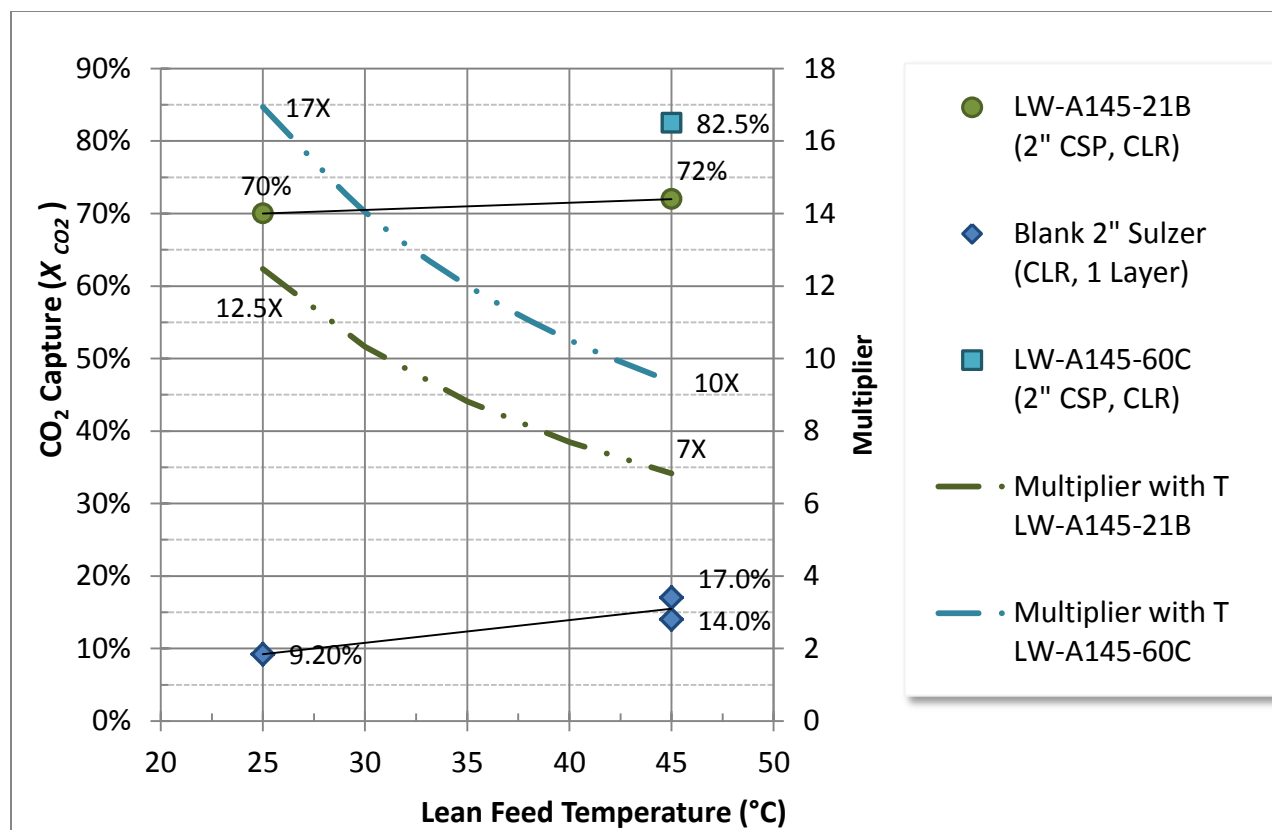 90%
80%
70%
60%
50%
40%
30%
20%
10%
0%
CO₂ Capture (X CO2)
18
16
14
12
10
8
6
4
2
0
Multiplier
20 25 30 35 40 45 50
Lean Feed Temperature (°C)
17X
70%
12.5X
82.5%
72%
10X
7X
17.0%
14.0%
9.20%
LW-A145-21B
(2" CSP, CLR)
Blank 2" Sulzer
(CLR, 1 Layer)
LW-A145-60C
(2" CSP, CLR)
Multiplier with T
LW-A145-21B
Multiplier with T
LW-A145-60C